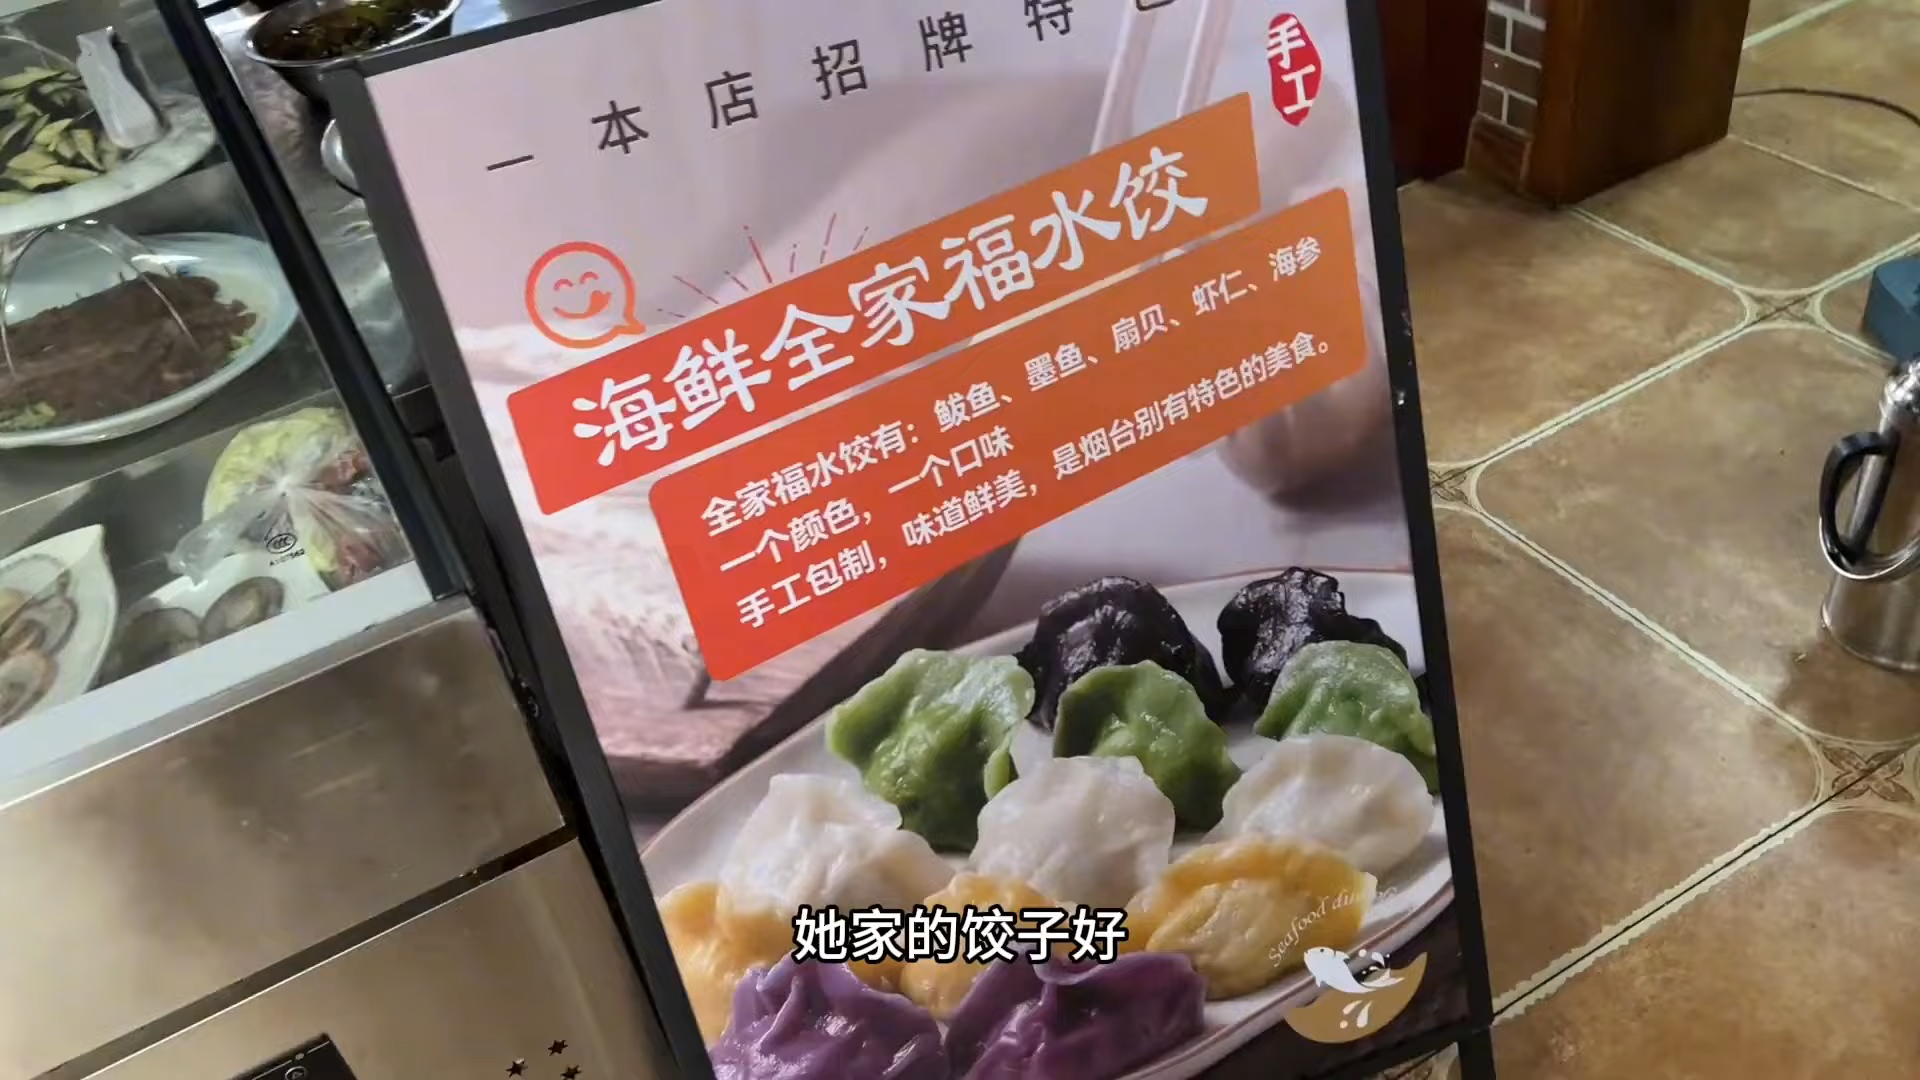 一本店招牌特色
手工
海鲜全家福水饺
全家福水饺有：鲅鱼、墨鱼、扇贝、虾仁、海参
一个颜色，一个口味
手工包制，味道鲜美，是烟台别有特色的美食。
Seafood
她家的饺子好